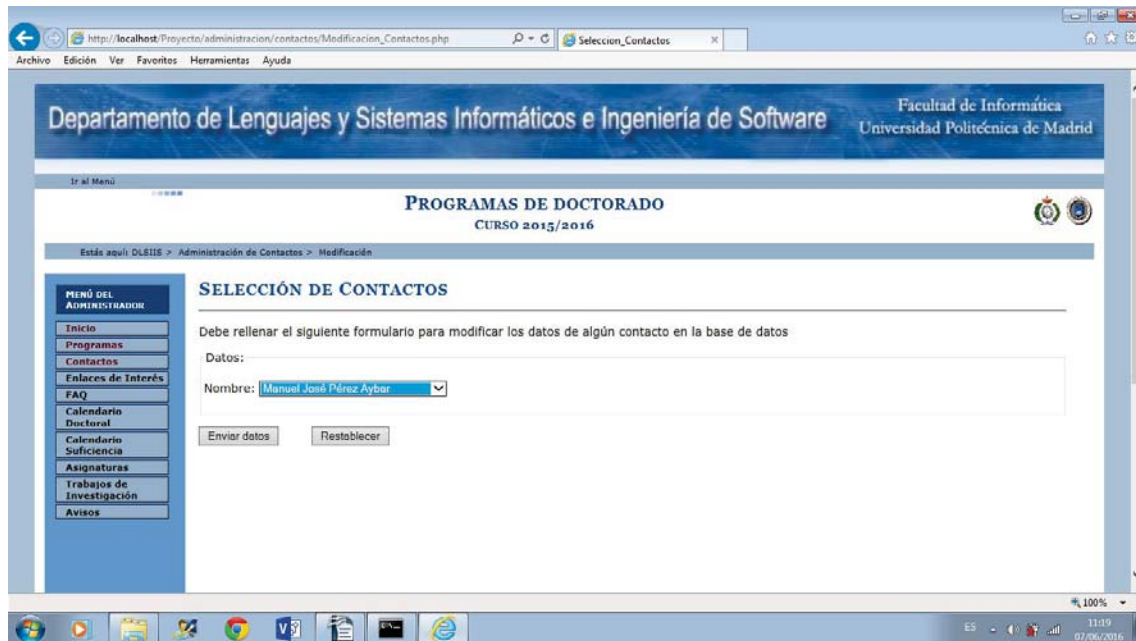 http://localhost/Proyecto/administracion/contactos/Modificacion_Contactos.php
Seleccion_Contactos
Archivo Edición Ver Favoritos Herramientas Ayuda
Departamento de Lenguajes y Sistemas Informáticos e Ingeniería de Software
Facultad de Informática
Universidad Politécnica de Madrid
Ir al Menú
PROGRAMAS DE DOCTORADO
CURSO 2015/2016
Estás aquí: DLSIIS > Administración de Contactos > Modificación
MENÚ DEL
ADMINISTRADOR
Inicio
Programas
Contactos
Enlaces de Interés
FAQ
Calendario
Doctoral
Calendario
Suficiencia
Asignaturas
Trabajos de
Investigación
Avisos
SELECCIÓN DE CONTACTOS
Debe rellenar el siguiente formulario para modificar los datos de algún contacto en la base de datos
Datos:
Nombre: Manuel José Pérez Aybar
Enviar datos Restablecer
100%
ES 11:19
07/06/2016